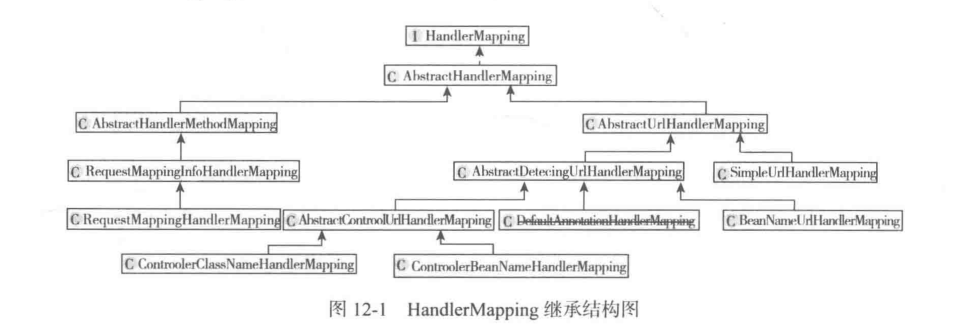 I HandlerMapping
C AbstractHandlerMapping
C AbstractHandlerMethodMapping
C AbstractUrlHandlerMapping
C RequestMappingInfoHandlerMapping
C AbstractDetecingUrlHandlerMapping
C SimpleUrlHandlerMapping
C RequestMappingHandlerMapping
C AbstractControolUrlHandlerMapping
C DefaultAnnotationHandlerMapping
C BeanNameUrlHandlerMapping
C ControolerClassNameHandlerMapping
C ControolerBeanNameHandlerMapping
图 12-1 HandlerMapping 继承结构图